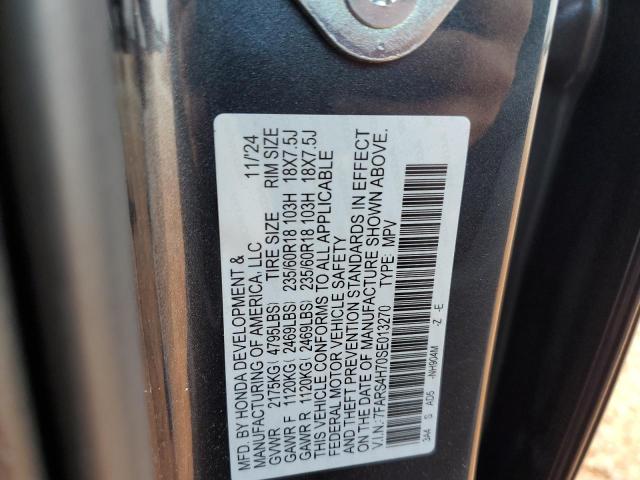 MFD. BY HONDA DEVELOPMENT &
MANUFACTURING OF AMERICA, LLC 11/'24
GVWR 2175KG( 4795LBS) TIRE SIZE RIM SIZE
GAWR F 1120KG( 2469LBS) 235/60R18 103H 18X7.5J
GAWR R 1120KG( 2469LBS) 235/60R18 103H 18X7.5J
THIS VEHICLE CONFORMS TO ALL APPLICABLE
FEDERAL MOTOR VEHICLE SAFETY
AND THEFT PREVENTION STANDARDS IN EFFECT
ON THE DATE OF MANUFACTURE SHOWN ABOVE.
V.I.N.: 7FARS4H70SE013270 TYPE: MPV
3A4 S AD5 -NH904M -Z -E